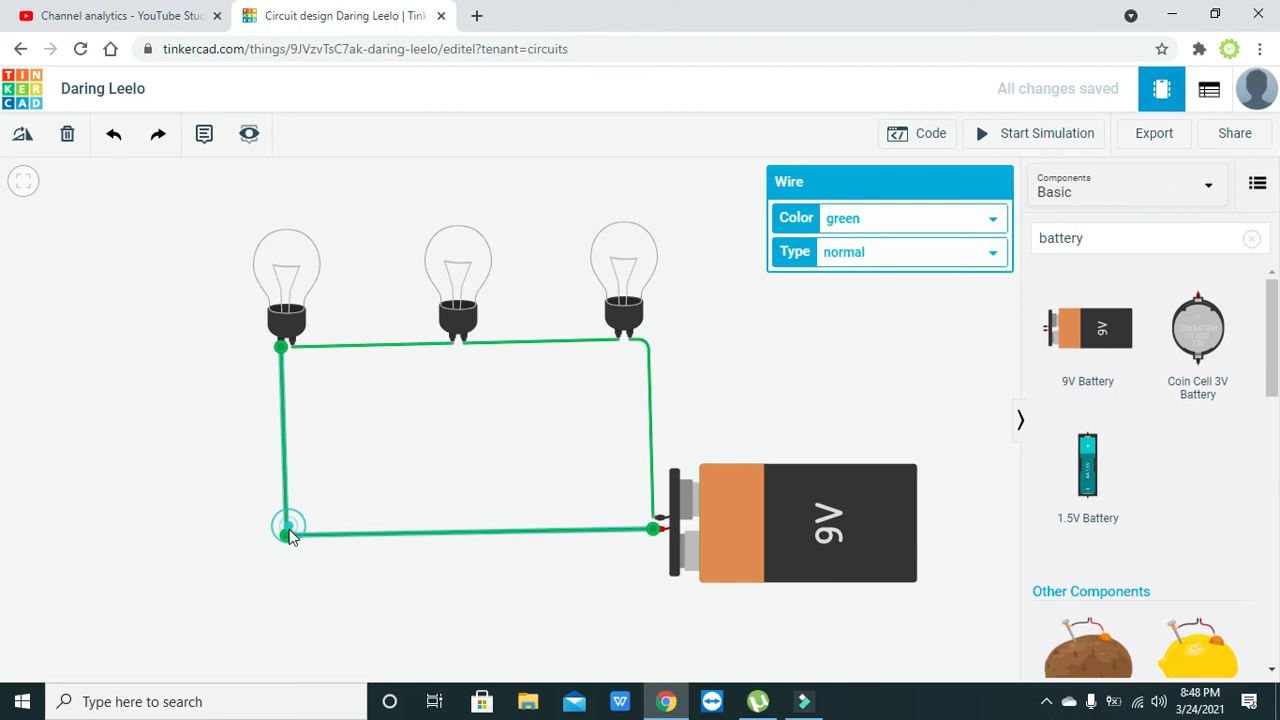 Channel analytics - YouTube Stu
Circuit design Daring Leelo | Tink
tinkercad.com/things/9JVzvTsC7ak-daring-leelo/editel?tenant=circuits
TIN
KER
CAD
Daring Leelo
All changes saved
Code
Start Simulation
Export
Share
Wire
Color
green
Type
normal
Components
Basic
battery
9V
9V Battery
Coin Cell 3V
Battery
1.5V Battery
9V
Other Components
Type here to search
8:48 PM
3/24/2021